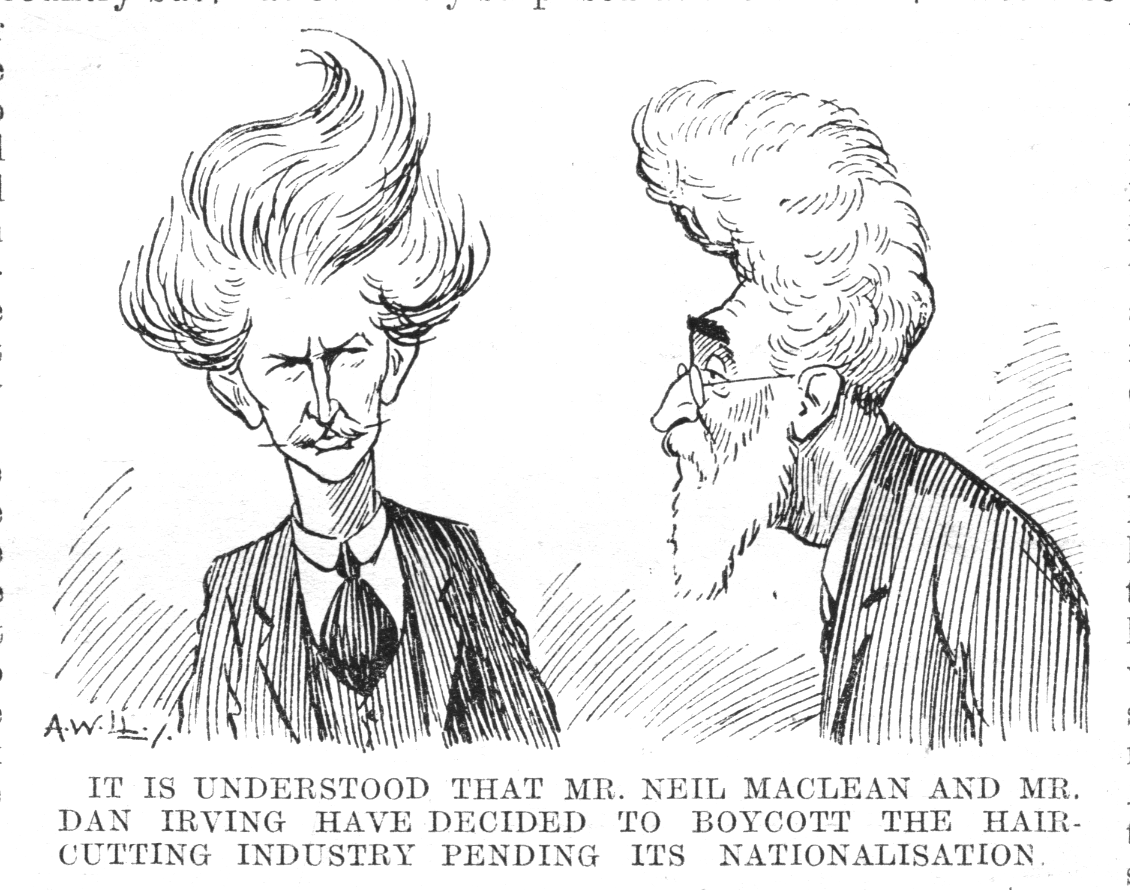 A.W.LL.
IT IS UNDERSTOOD THAT MR. NEIL MACLEAN AND MR.
DAN IRVING HAVE DECIDED TO BOYCOTT THE HAIR-
CUTTING INDUSTRY PENDING ITS NATIONALISATION.